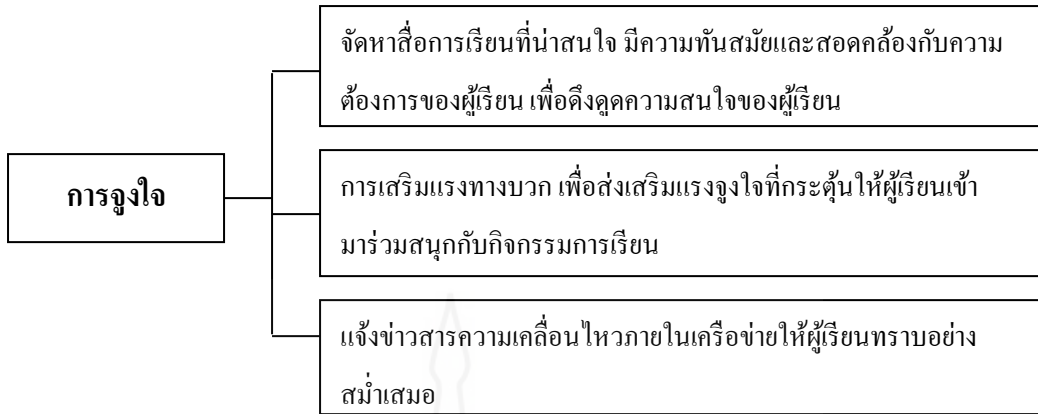 จัดหาสื่อการเรียนที่น่าสนใจ มีความทันสมัยและสอดคล้องกับความ
ต้องการของผู้เรียน เพื่อดึงดูดความสนใจของผู้เรียน
การจูงใจ
การเสริมแรงทางบวก เพื่อส่งเสริมแรงจูงใจที่กระตุ้นให้ผู้เรียนเข้า
มาร่วมสนุกกับกิจกรรมการเรียน
แจ้งข่าวสารความเคลื่อนไหวภายในเครือข่ายให้ผู้เรียนทราบอย่าง
สม่ำเสมอ